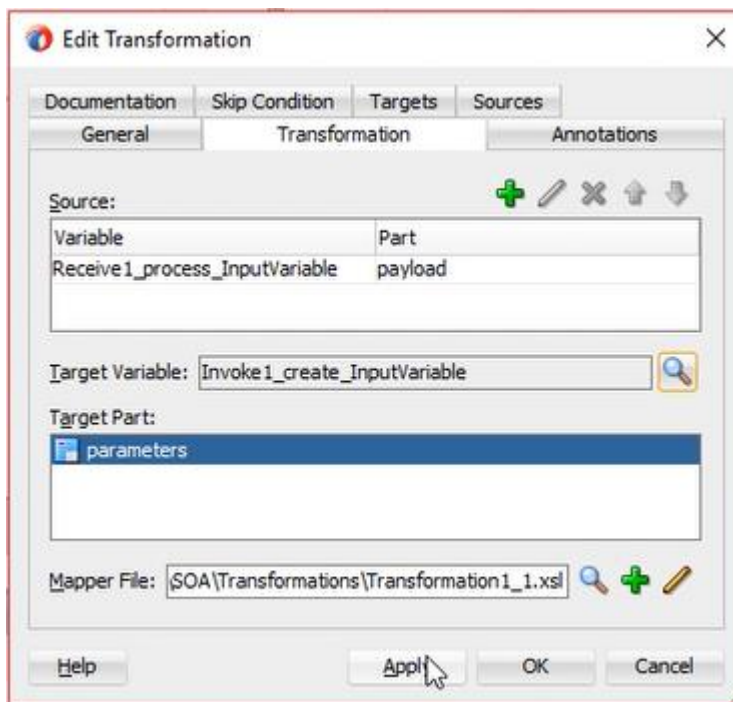 Edit Transformation
Documentation Skip Condition Targets Sources
General Transformation Annotations
Source:
Variable Part
Receive1_process_InputVariable payload
Target Variable: Invoke1_create_InputVariable
Target Part:
parameters
Mapper File: SOA\Transformations\Transformation1_1.xsl
Help Apply OK Cancel